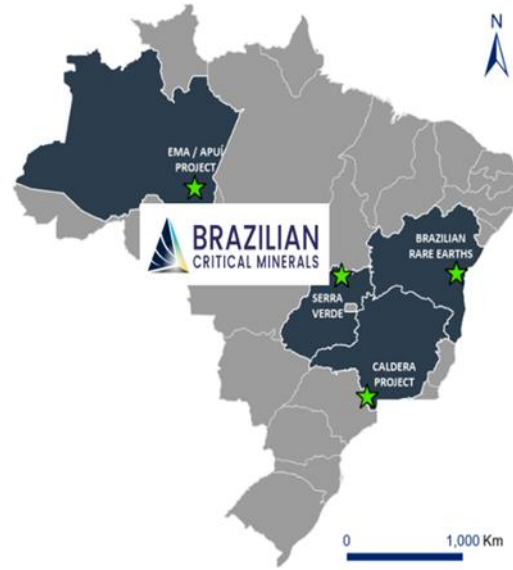 N
EMA / APUÍ
PROJECT
BRAZILIAN
CRITICAL MINERALS
BRAZILIAN
RARE EARTHS
SERRA
VERDE
CALDERA
PROJECT
0 1,000 Km